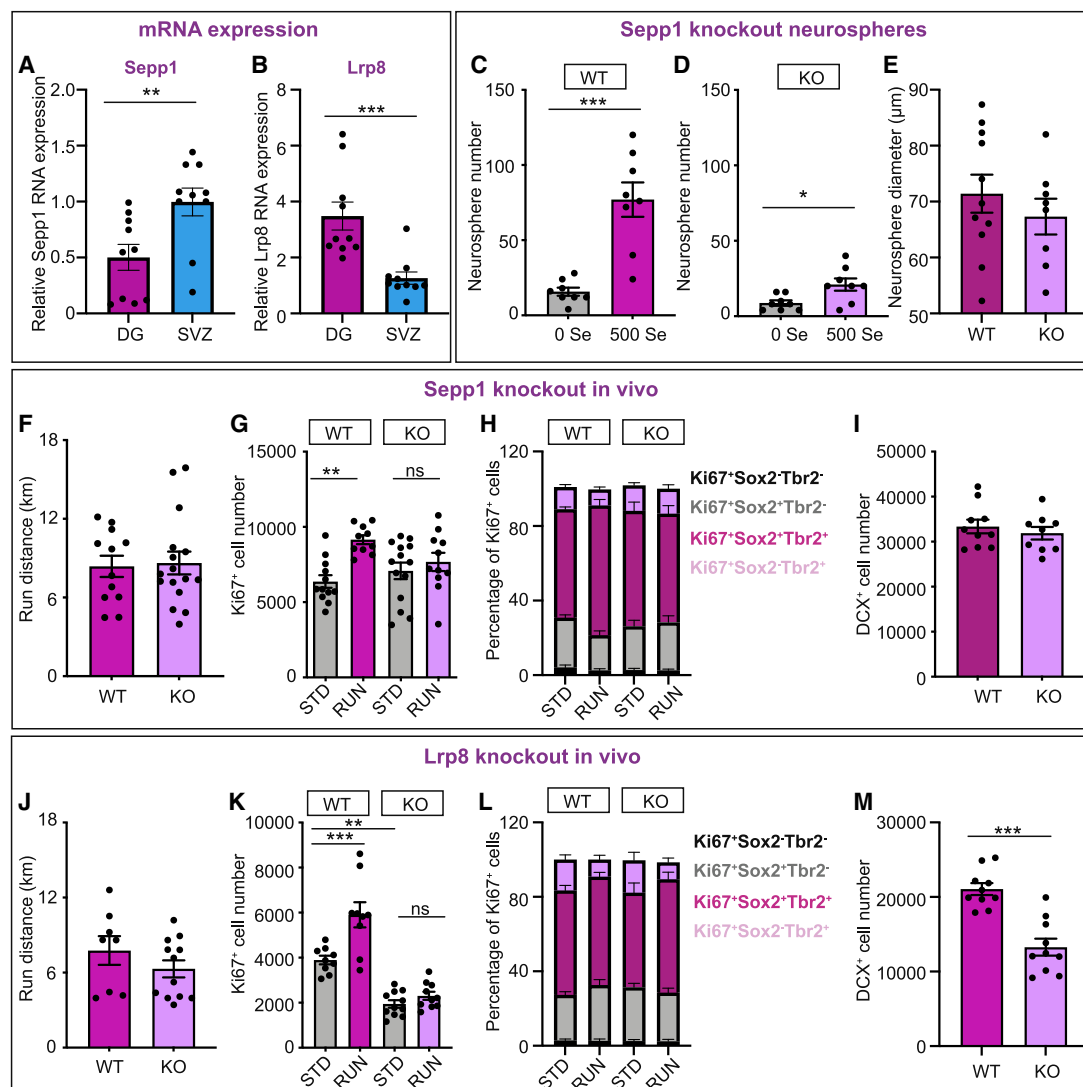 mRNA expression
A
Sepp1
Relative Sepp1 RNA expression
2.0
1.5
1.0
0.5
0
**
DG
SVZ
B
Lrp8
Relative Lrp8 RNA expression
8
6
4
2
0
***
DG
SVZ
Sepp1 knockout neurospheres
C
WT
Neurosphere number
150
100
50
0
***
0 Se
500 Se
D
KO
Neurosphere number
150
100
50
0
*
0 Se
500 Se
E
Neurosphere diameter (µm)
90
80
70
60
50
WT
KO
Sepp1 knockout in vivo
F
Run distance (km)
18
12
6
0
WT
KO
G
WT
KO
Ki67⁺ cell number
15000
10000
5000
0
**
ns
STD
RUN
STD
RUN
H
WT
KO
Percentage of Ki67⁺ cells
120
80
40
0
STD
RUN
STD
RUN
Ki67⁺Sox2⁻Tbr2⁻
Ki67⁺Sox2⁺Tbr2⁻
Ki67⁺Sox2⁺Tbr2⁺
Ki67⁺Sox2⁻Tbr2⁺
I
DCX⁺ cell number
50000
40000
30000
20000
10000
0
WT
KO
Lrp8 knockout in vivo
J
Run distance (km)
18
12
6
0
WT
KO
K
WT
KO
Ki67⁺ cell number
10000
8000
6000
4000
2000
0
**
***
ns
STD
RUN
STD
RUN
L
WT
KO
Percentage of Ki67⁺ cells
120
80
40
0
STD
RUN
STD
RUN
Ki67⁺Sox2⁻Tbr2⁻
Ki67⁺Sox2⁺Tbr2⁻
Ki67⁺Sox2⁺Tbr2⁺
Ki67⁺Sox2⁻Tbr2⁺
M
DCX⁺ cell number
30000
20000
10000
0
***
WT
KO